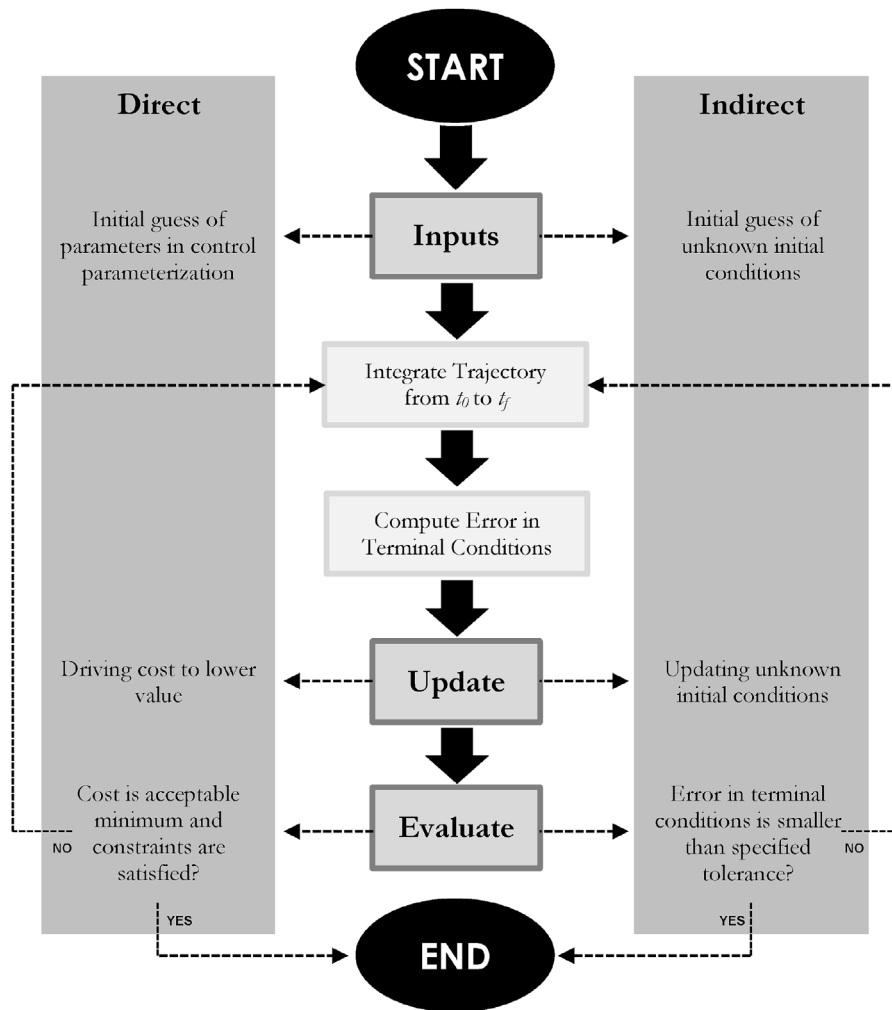 START
Direct
Indirect
Initial guess of
parameters in control
parameterization
Inputs
Initial guess of
unknown initial
conditions
Integrate Trajectory
from t0 to tf
Compute Error in
Terminal Conditions
Driving cost to lower
value
Update
Updating unknown
initial conditions
Cost is acceptable
minimum and
constraints are
satisfied?
NO
Evaluate
Error in terminal
conditions is smaller
than specified
tolerance?
NO
YES
YES
END